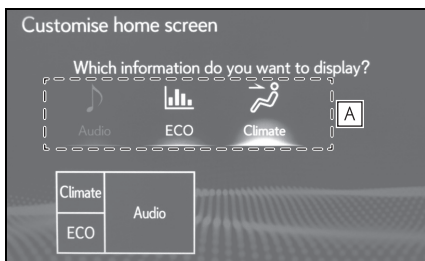 Customise home screen
Which information do you want to display?
Audio ECO Climate
A
Climate
Audio
ECO